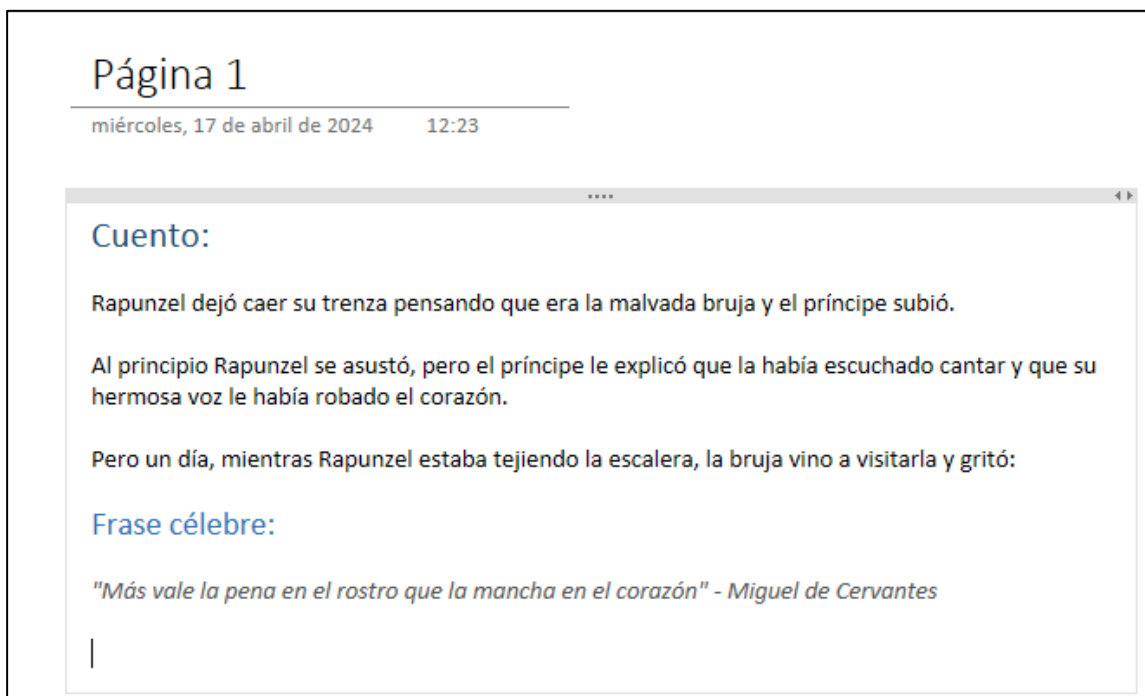 Página 1
miércoles, 17 de abril de 2024 12:23
Cuento:
Rapunzel dejó caer su trenza pensando que era la malvada bruja y el príncipe subió.
Al principio Rapunzel se asustó, pero el príncipe le explicó que la había escuchado cantar y que su
hermosa voz le había robado el corazón.
Pero un día, mientras Rapunzel estaba tejiendo la escalera, la bruja vino a visitarla y gritó:
Frase célebre:
"Más vale la pena en el rostro que la mancha en el corazón" - Miguel de Cervantes